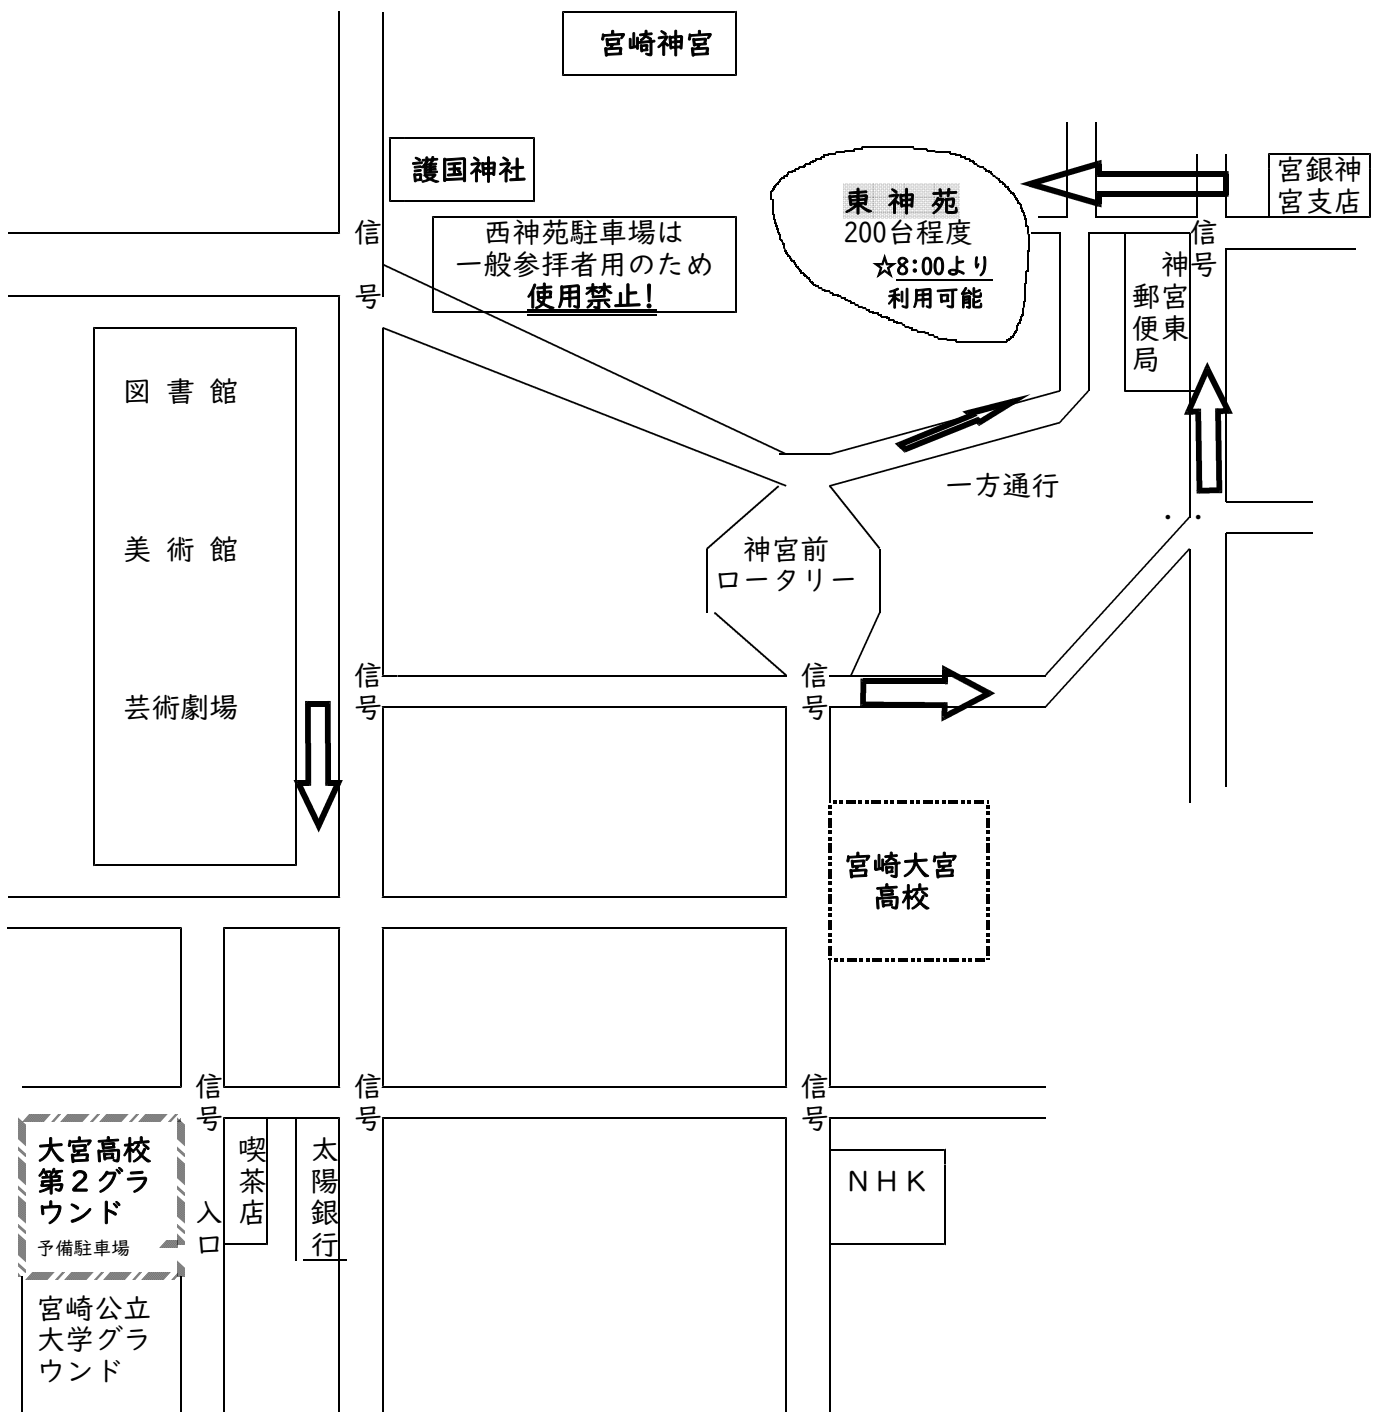 宮崎神宮
護国神社
宮銀神
宮支店
東 神 苑
200台程度
☆8:00より
利用可能
西神苑駐車場は
一般参拝者用のため
使用禁止!
信号
信号
神宮東
郵便局
図 書 館
一方通行
美 術 館
神宮前
ロータリー
信号
信号
芸術劇場
宮崎大宮
高校
信号
信号
信号
大宮高校
第2グラ
ウンド
予備駐車場
入口
喫茶店
太陽銀行
NHK
宮崎公立
大学グラ
ウンド